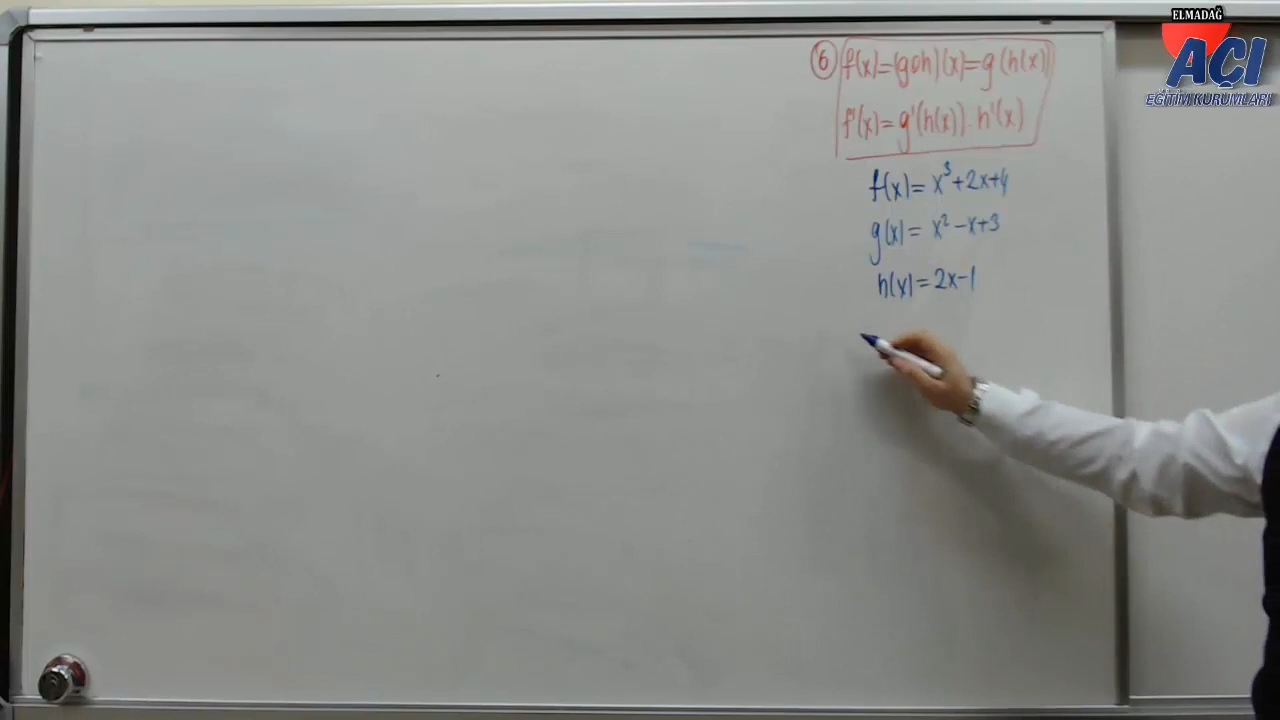 ELMADAĞ
AÇI
EĞİTİM KURUMLARI
6 f(x)=(goh)(x)=g(h(x))
f'(x)=g'(h(x)).h'(x)
f(x)=x³+2x+4
g(x)=x²-x+3
h(x)=2x-1